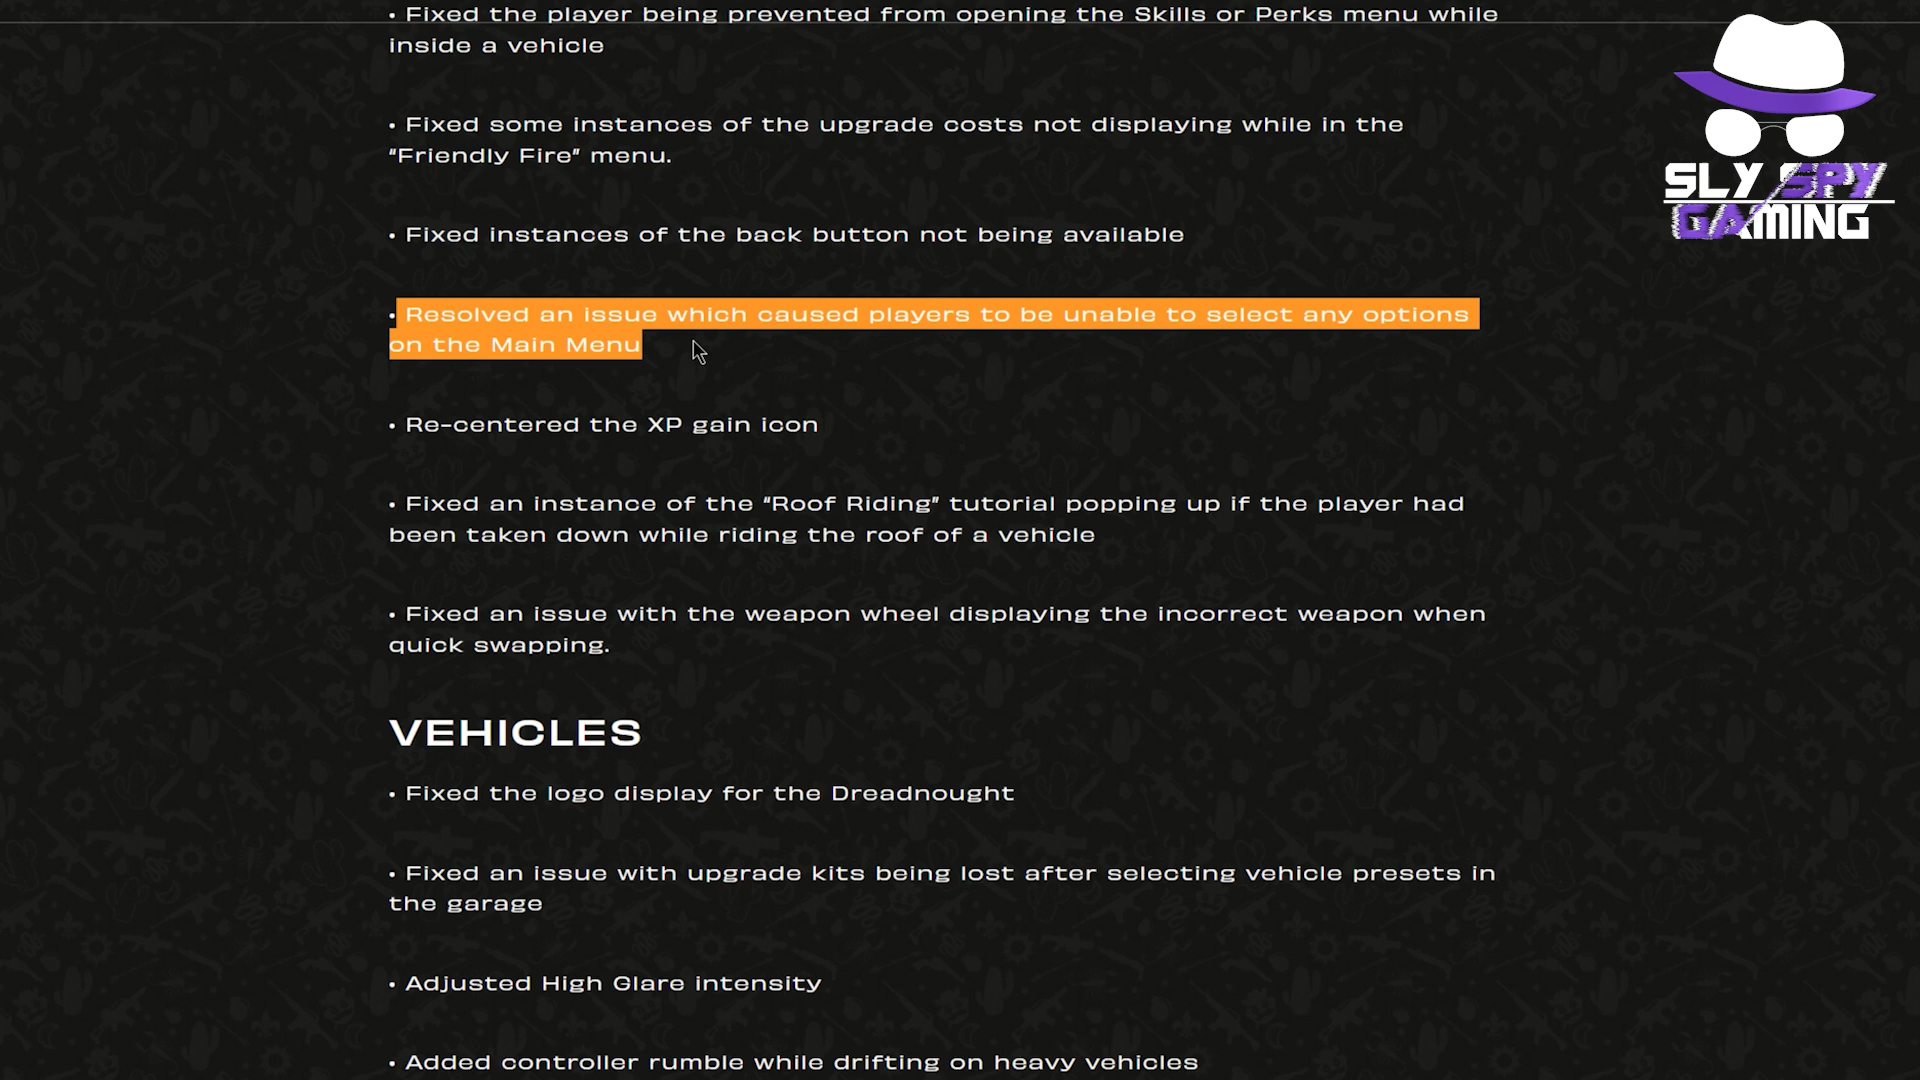 • Fixed the player being prevented from opening the Skills or Perks menu while
inside a vehicle
• Fixed some instances of the upgrade costs not displaying while in the
“Friendly Fire” menu.
• Fixed instances of the back button not being available
• Resolved an issue which caused players to be unable to select any options
on the Main Menu
• Re-centered the XP gain icon
• Fixed an instance of the “Roof Riding” tutorial popping up if the player had
been taken down while riding the roof of a vehicle
• Fixed an issue with the weapon wheel displaying the incorrect weapon when
quick swapping.
VEHICLES
• Fixed the logo display for the Dreadnought
• Fixed an issue with upgrade kits being lost after selecting vehicle presets in
the garage
• Adjusted High Glare intensity
• Added controller rumble while drifting on heavy vehicles
SLY SPY
GAMING